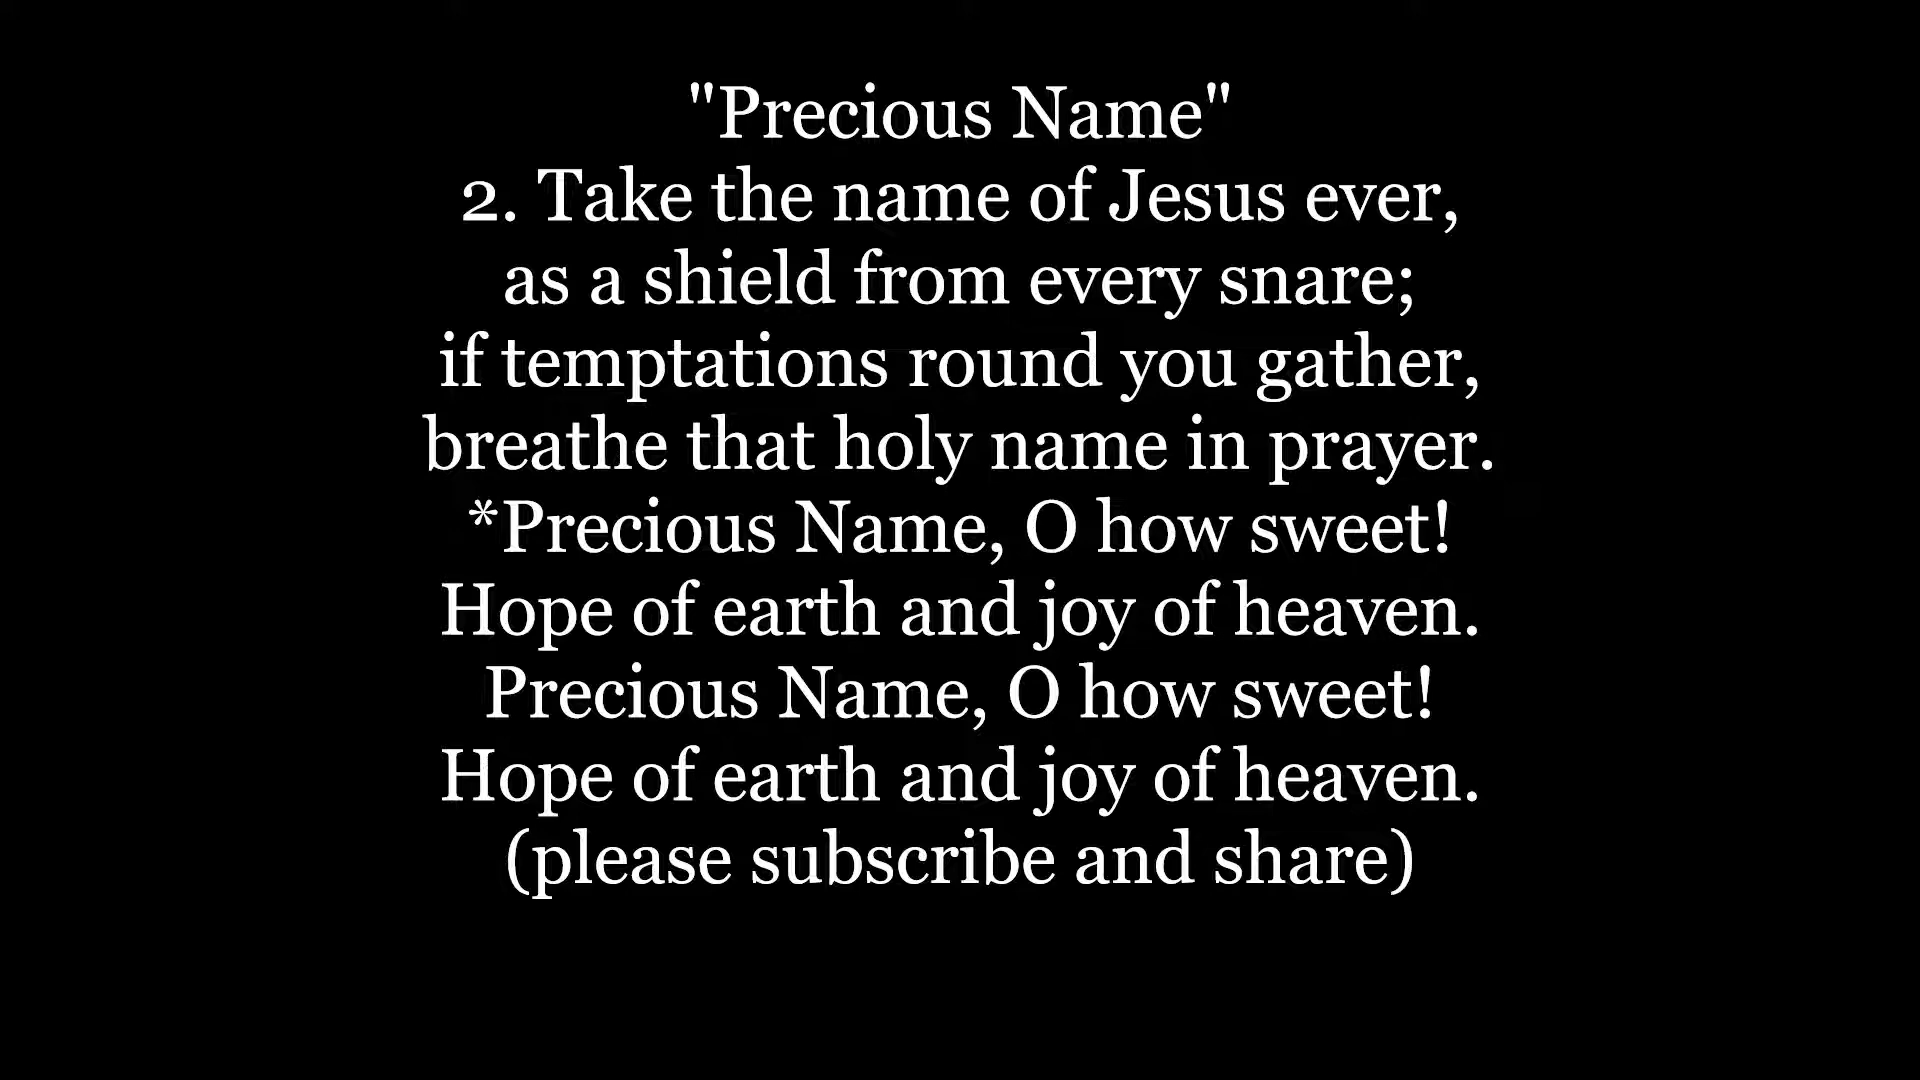 "Precious Name"
2. Take the name of Jesus ever,
as a shield from every snare;
if temptations round you gather,
breathe that holy name in prayer.
*Precious Name, O how sweet!
Hope of earth and joy of heaven.
Precious Name, O how sweet!
Hope of earth and joy of heaven.
(please subscribe and share)